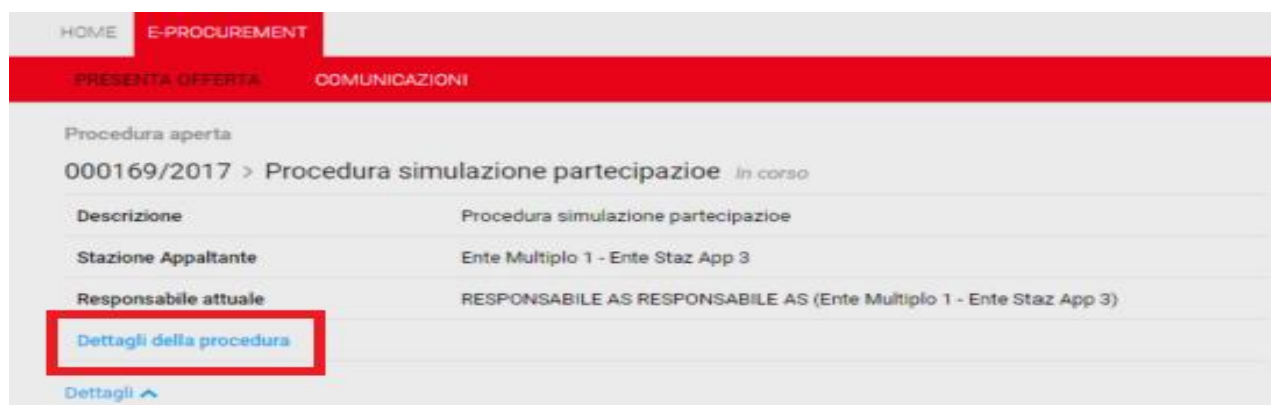 HOME E-PROCUREMENT
PRESENTA OFFERTA COMUNICAZIONI
Procedura aperta
000169/2017 > Procedura simulazione partecipazioe In corso
Descrizione Procedura simulazione partecipazioe
Stazione Appaltante Ente Multiplo 1 - Ente Staz App 3
Responsabile attuale RESPONSABILE AS RESPONSABILE AS (Ente Multiplo 1 - Ente Staz App 3)
Dettagli della procedura
Dettagli